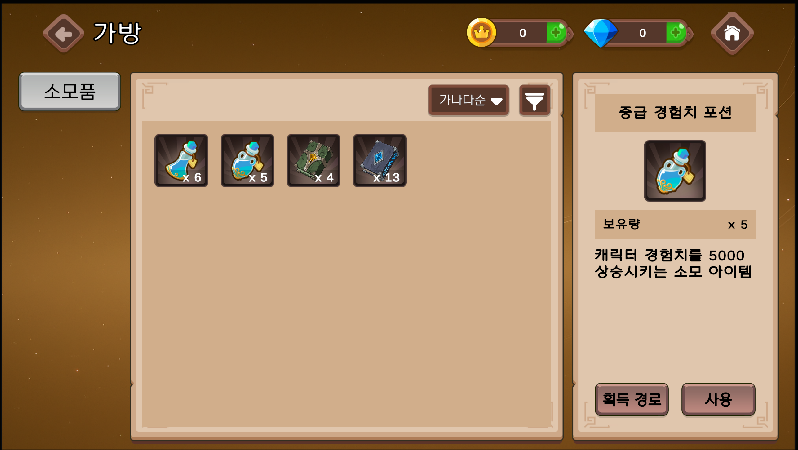 가방
0
0
소모품
가나다순
x 6
x 5
x 4
x 13
중급 경험치 포션
보유량 x 5
캐릭터 경험치를 5000
상승시키는 소모 아이템
획득 경로
사용